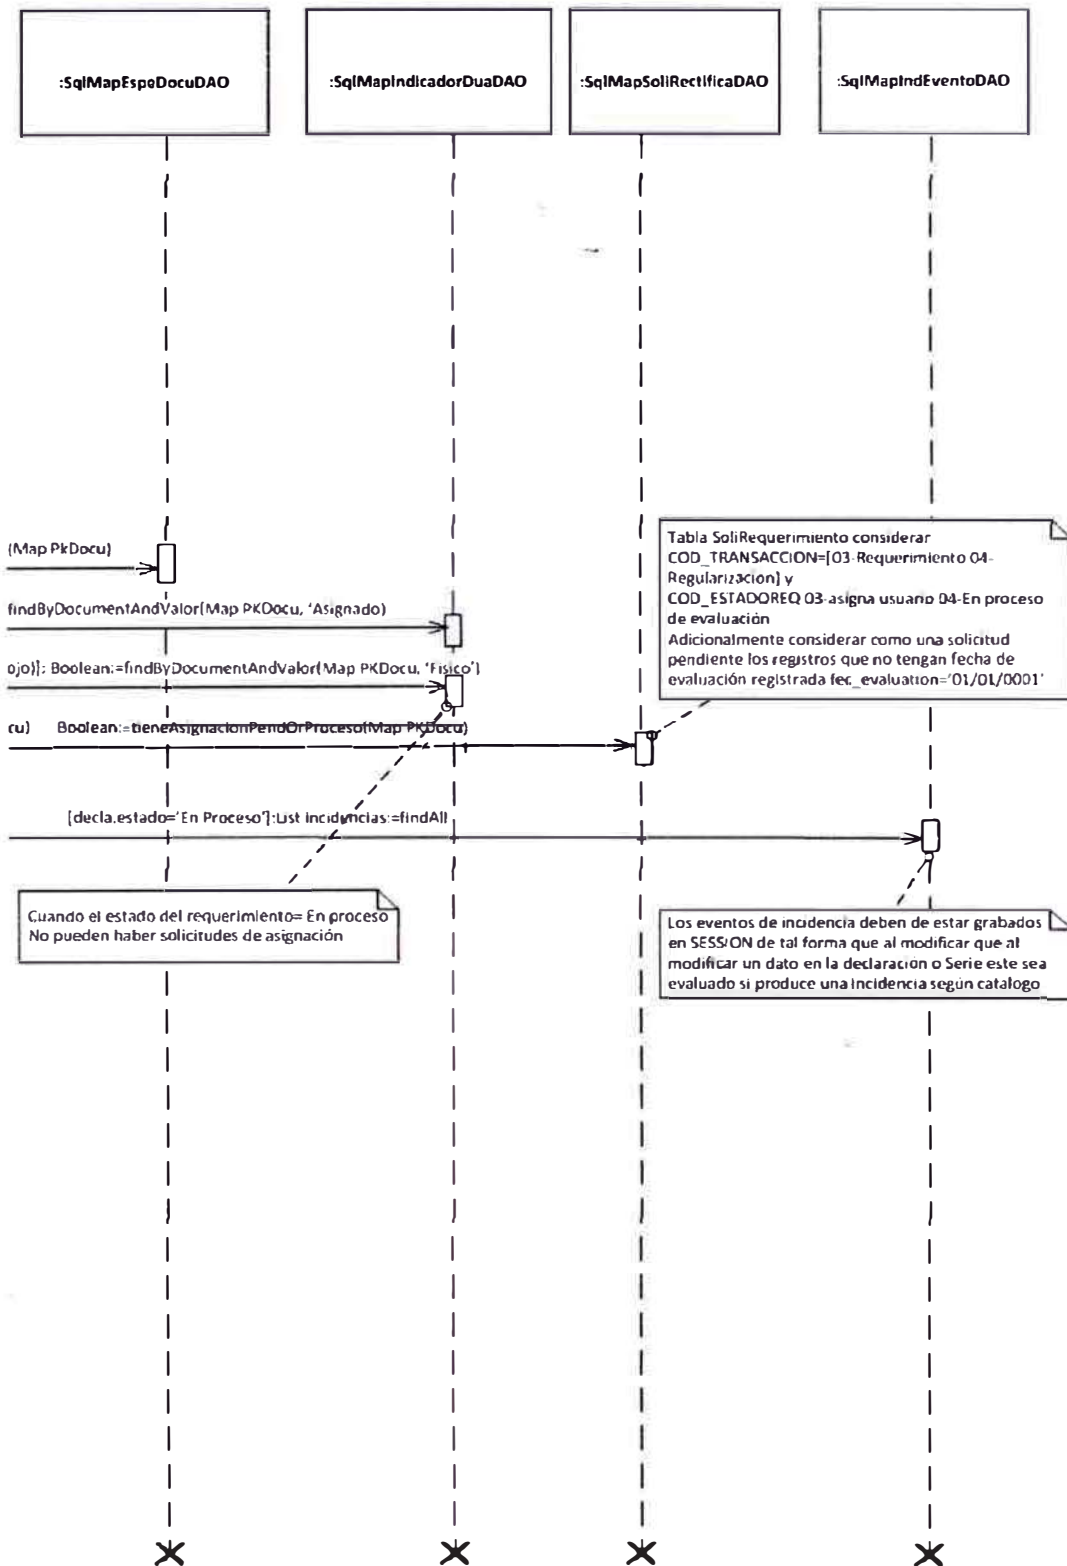 :SqlMapEspeDocuDAO
:SqlMapIndicadorDuaDAO
:SqlMapSoliRectificaDAO
:SqlMapIndEventoDAO
(Map PkDocu)
findByDocumentAndValor(Map PKDocu, 'Asignado)
ojo)]: Boolean:=findByDocumentAndValor(Map PKDocu, 'Fisico')
cu) Boolean:=tieneAsignacionPendOrProceso(Map PKDocu)
[decla.estado='En Proceso']:List incidencias:=findAll
Tabla SoliRequerimiento considerar
COD_TRANSACCION=[03-Requerimiento 04-
Regularización] y
COD_ESTADOREQ 03-asigna usuario 04-En proceso
de evaluación
Adicionalmente considerar como una solicitud
pendiente los registros que no tengan fecha de
evaluación registrada fec_evaluation='01/01/0001'
Cuando el estado del requerimiento= En proceso
No pueden haber solicitudes de asignación
Los eventos de incidencia deben de estar grabados
en SESSION de tal forma que al modificar que al
modificar un dato en la declaración o Serie este sea
evaluado si produce una incidencia según catalogo